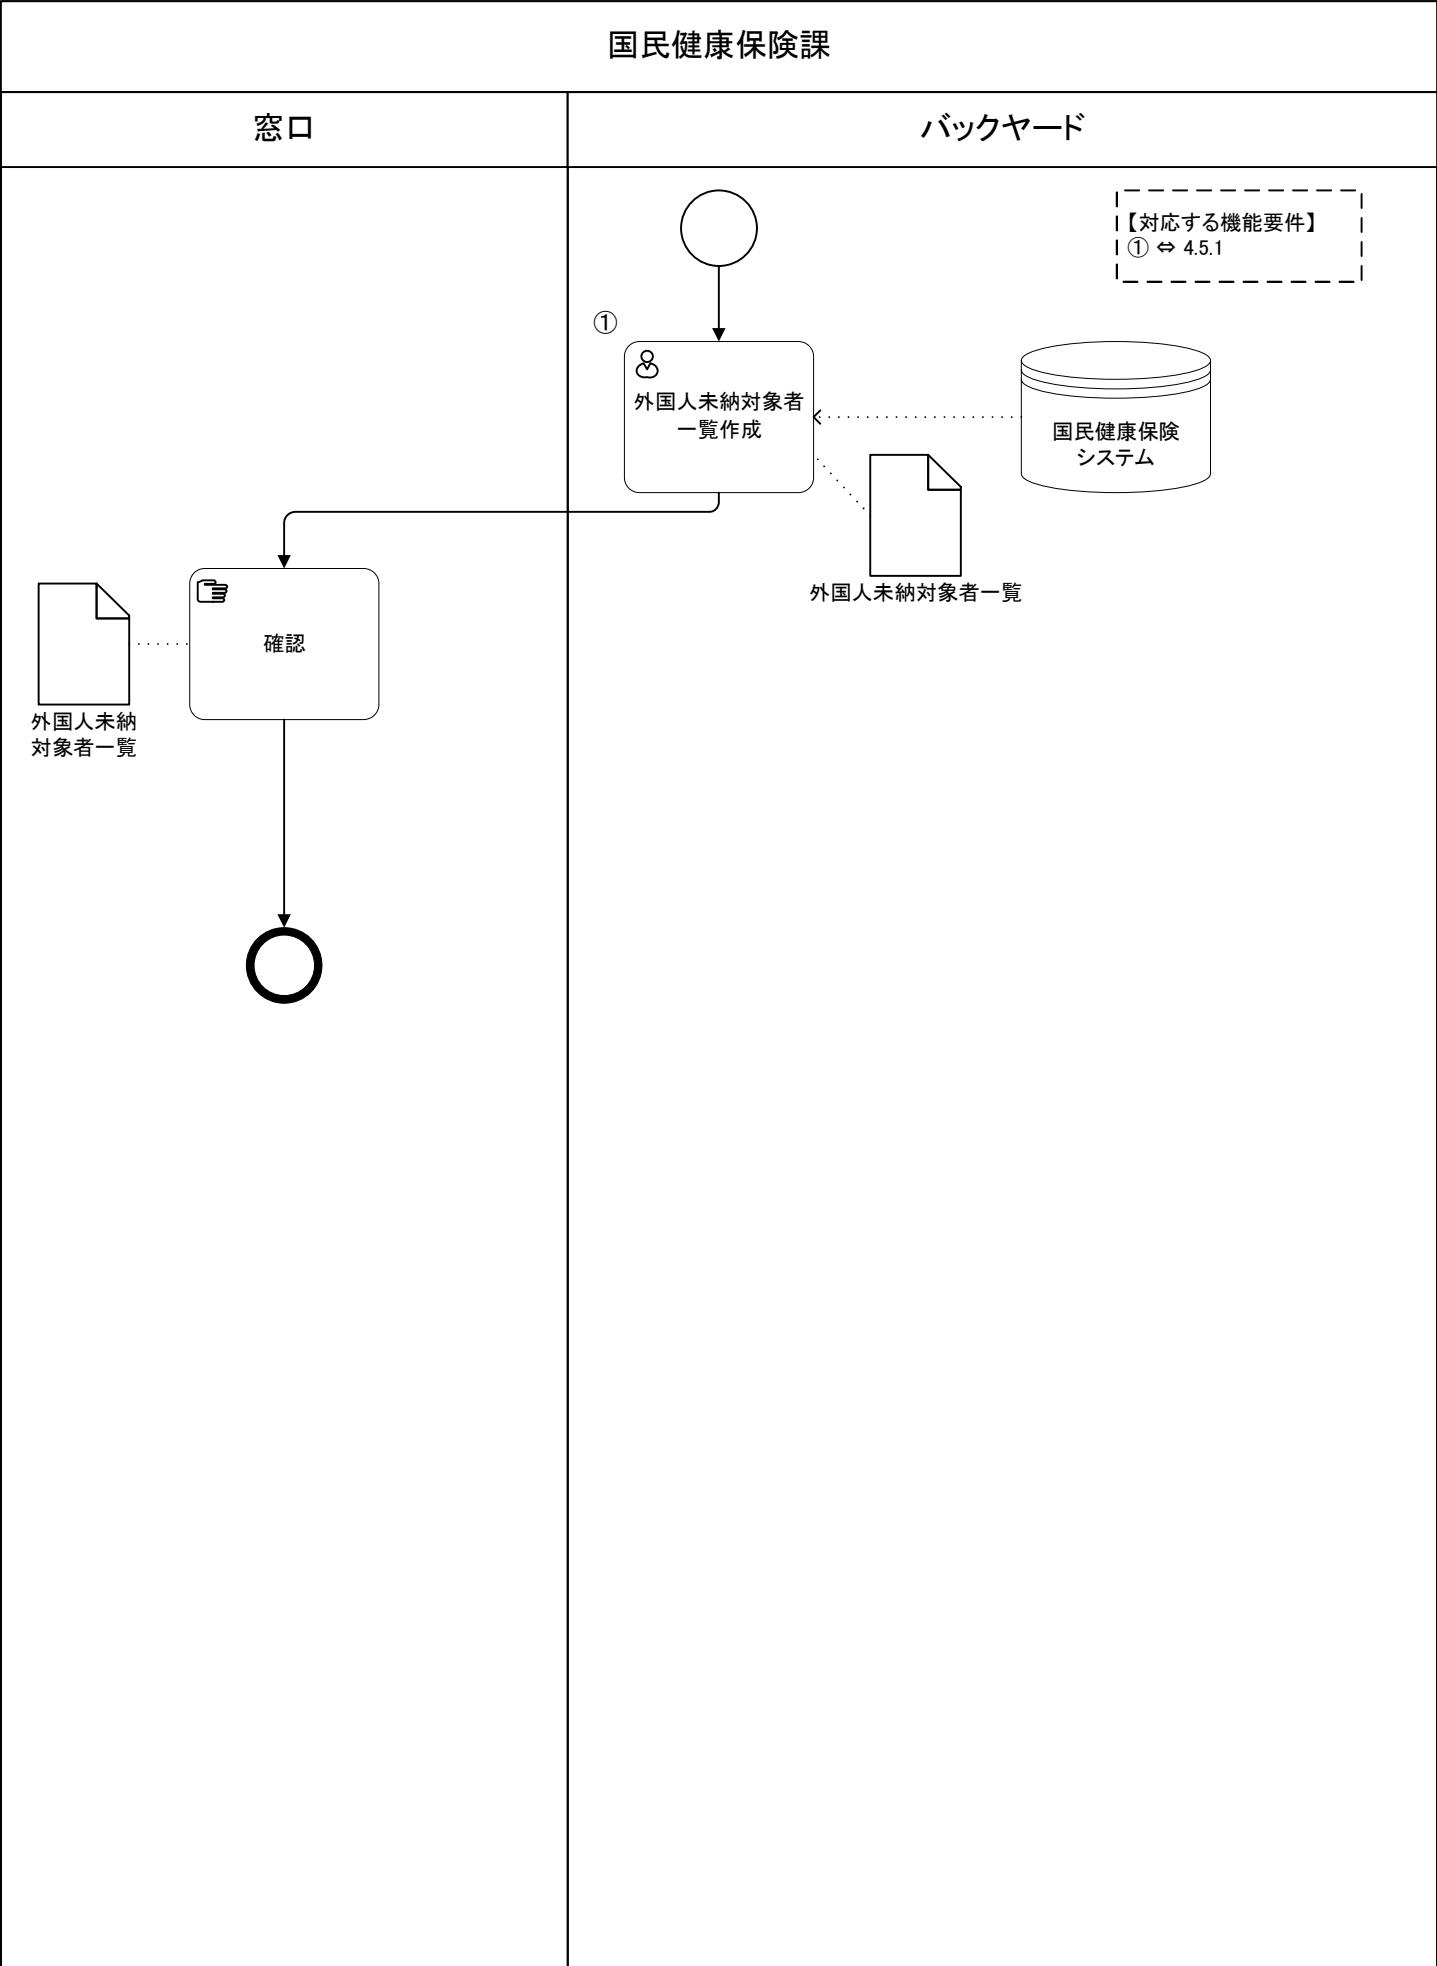 国民健康保険課
窓口
バックヤード
【対応する機能要件】
① ⇔ 4.5.1
①
外国人未納対象者
一覧作成
国民健康保険
システム
外国人未納対象者一覧
確認
外国人未納
対象者一覧